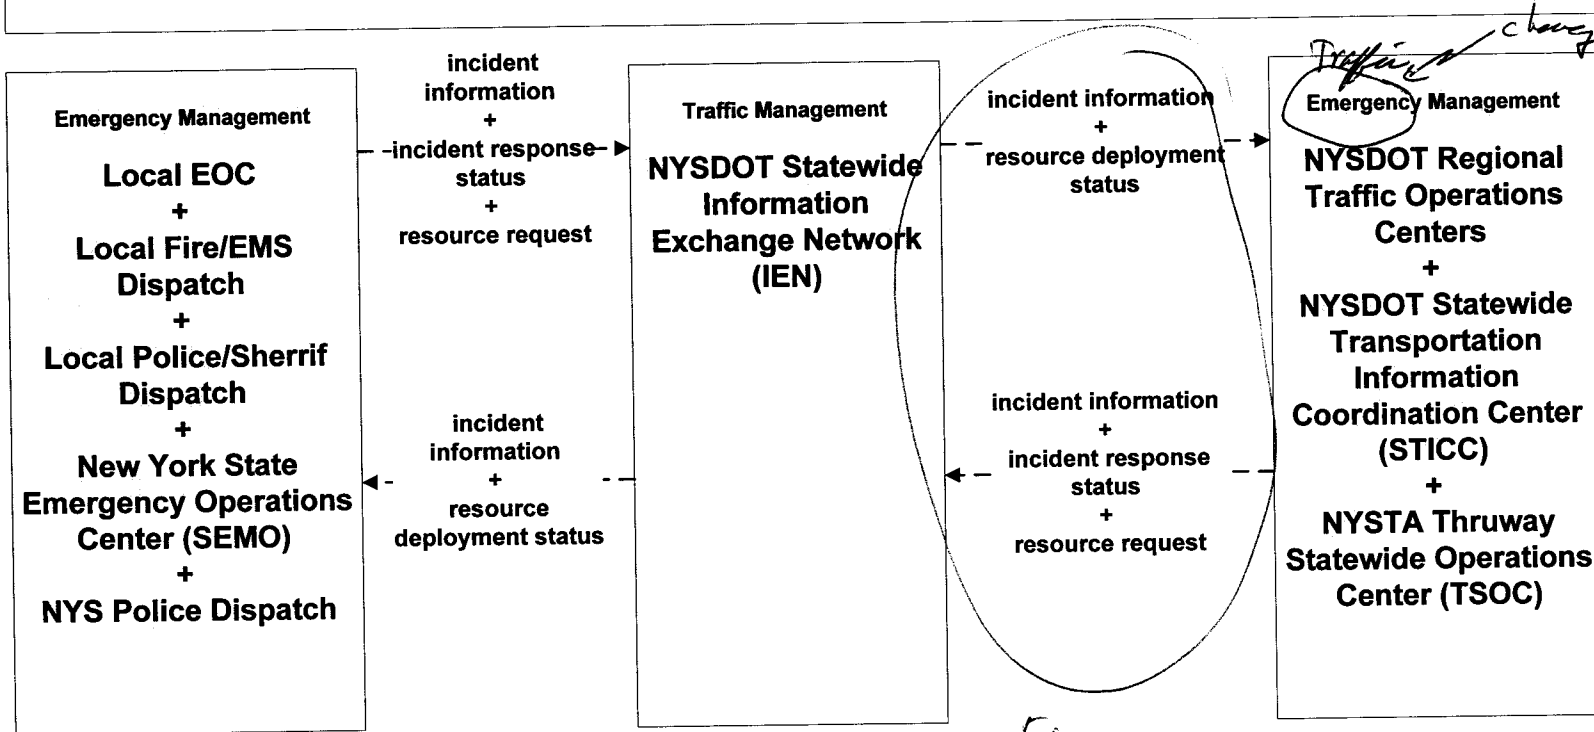 Emergency Management
Local EOC
+
Local Fire/EMS
Dispatch
+
Local Police/Sherrif
Dispatch
+
New York State
Emergency Operations
Center (SEMO)
+
NYS Police Dispatch
incident
information
+
incident response
status
+
resource request
incident
information
+
resource
deployment status
Traffic Management
NYSDOT Statewide
Information
Exchange Network
(IEN)
incident information
+
resource deployment
status
incident information
+
incident response
status
+
resource request
Traffic
Emergency Management
NYSDOT Regional
Traffic Operations
Centers
+
NYSDOT Statewide
Transportation
Information
Coordination Center
(STICC)
+
NYSTA Thruway
Statewide Operations
Center (TSOC)